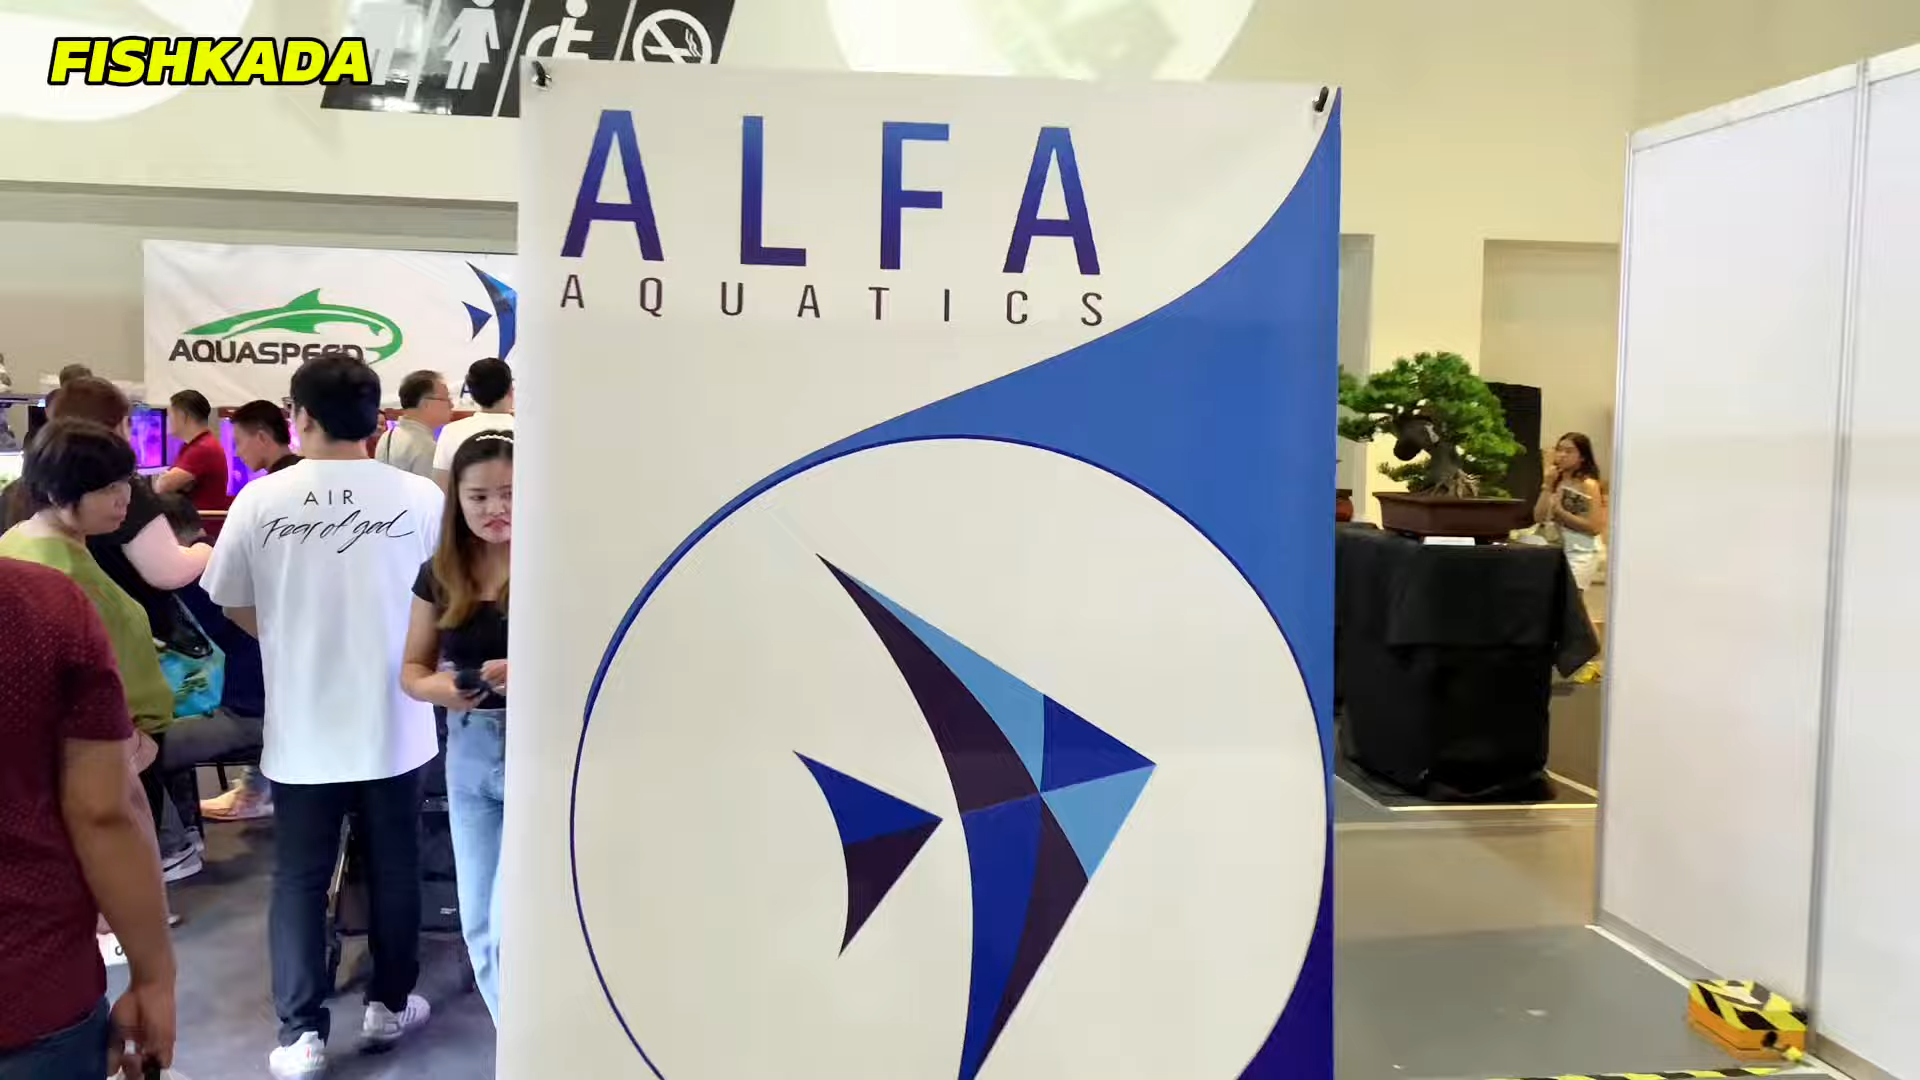 FISHKADA
ALFA
AQUATICS
AQUASPEED
AIR
Fear of god